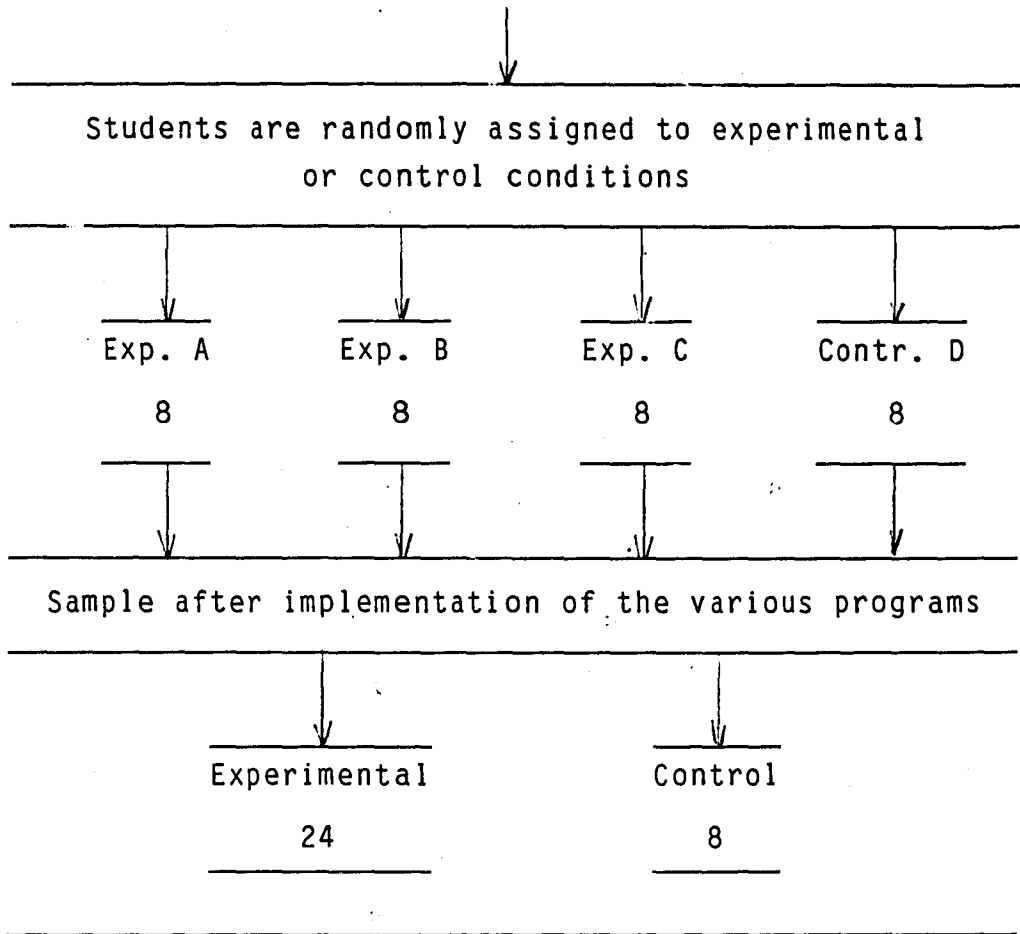 Students are randomly assigned to experimental
or control conditions
Exp. A Exp. B Exp. C Contr. D
8 8 8 8
Sample after implementation of the various programs
Experimental Control
24 8